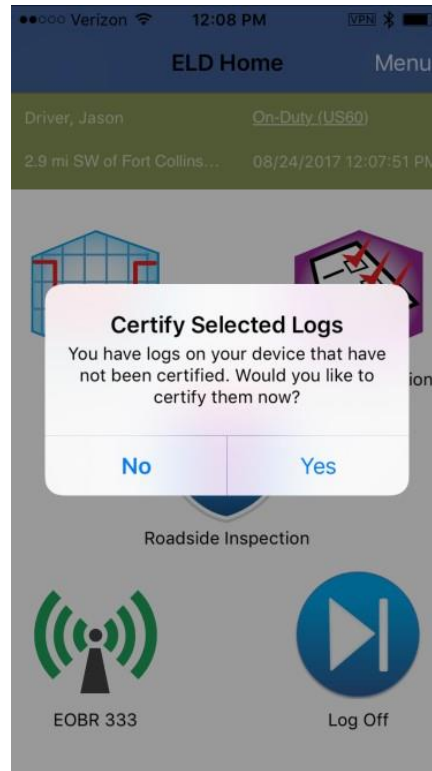 Verizon 12:08 PM VPN
ELD Home Menu
Driver, Jason On-Duty (US60)
2.9 mi SW of Fort Collins... 08/24/2017 12:07:51 PM
Certify Selected Logs
You have logs on your device that have
not been certified. Would you like to
certify them now?
No Yes
Roadside Inspection
EOBR 333 Log Off